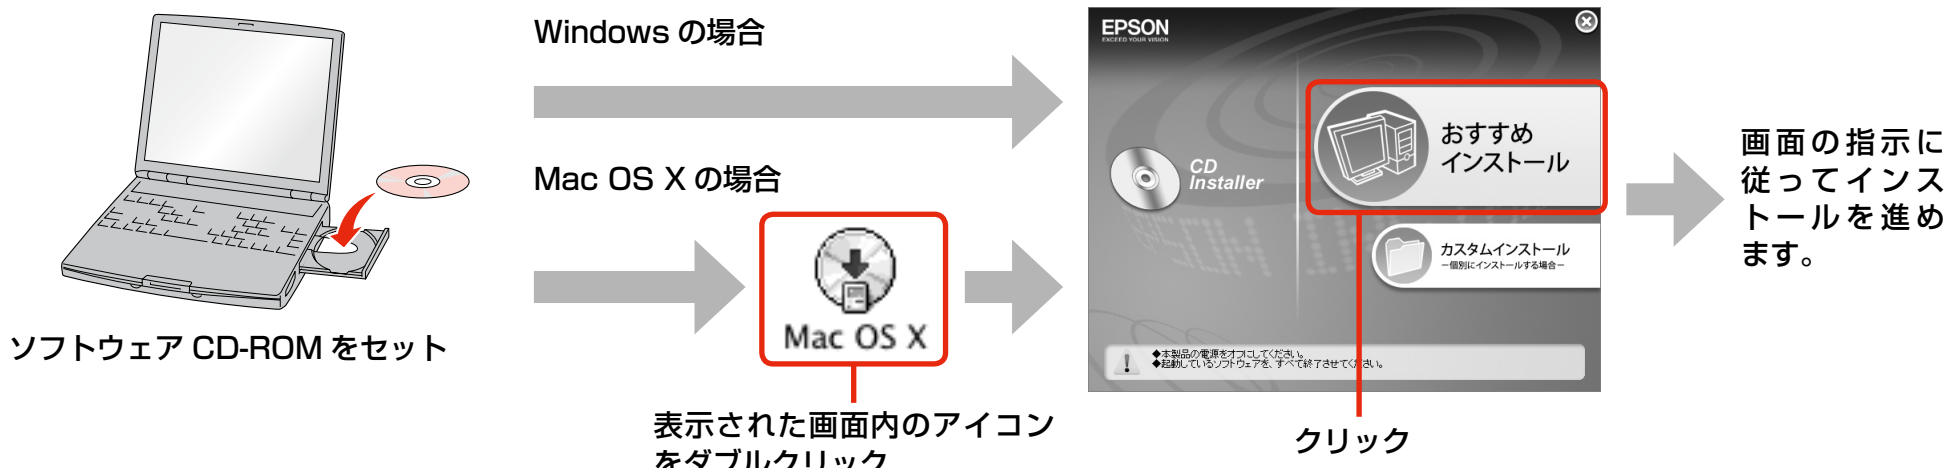 ソフトウェア CD-ROM をセット
Windows の場合
Mac OS X の場合
Mac OS X
表示された画面内のアイコン
をダブルクリック
EPSON
EXCEED YOUR VISION
CD
Installer
おすすめ
インストール
カスタムインストール
－個別にインストールする場合－
◆本製品の電源をオフにしてください。
◆起動しているソフトウェアを、すべて終了させてください。
クリック
画面の指示に
従ってインス
トールを進め
ます。